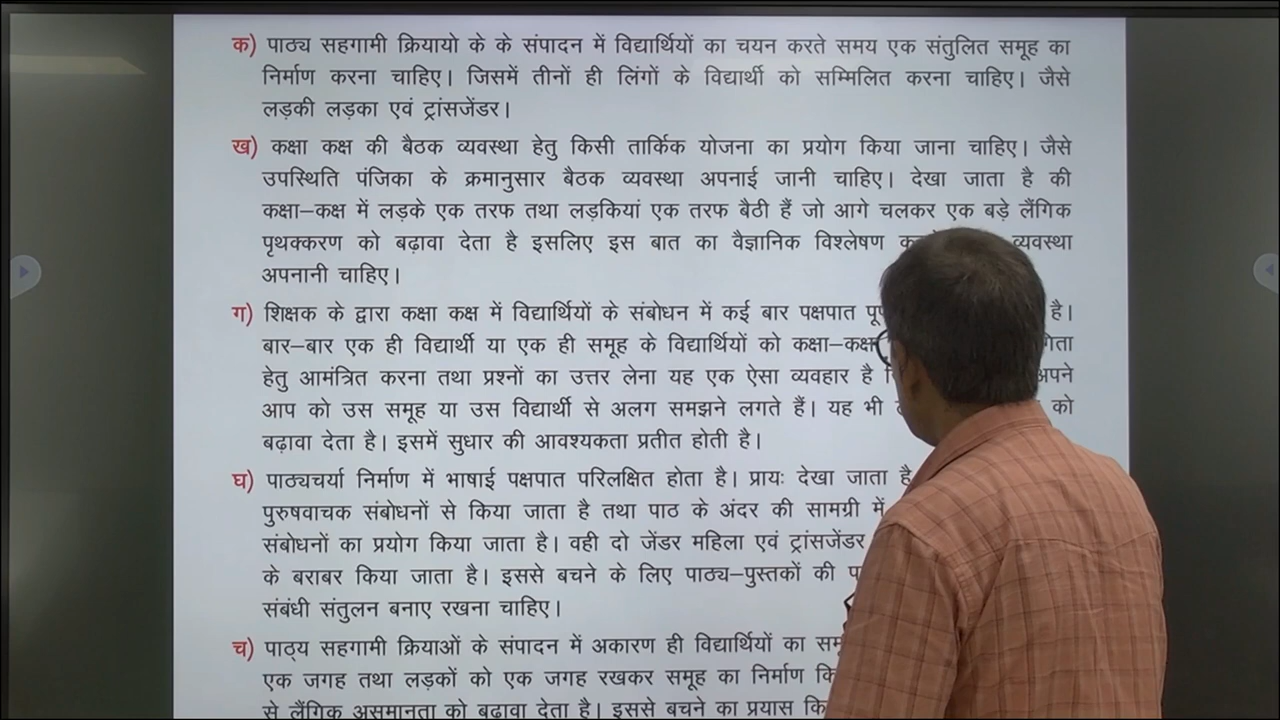 क) पाठ्य सहगामी क्रियायो के के संपादन में विद्यार्थियों का चयन करते समय एक संतुलित समूह का
निर्माण करना चाहिए। जिसमें तीनों ही लिंगों के विद्यार्थी को सम्मिलित करना चाहिए। जैसे
लड़की लड़का एवं ट्रांसजेंडर।
ख) कक्षा कक्ष की बैठक व्यवस्था हेतु किसी तार्किक योजना का प्रयोग किया जाना चाहिए। जैसे
उपस्थिति पंजिका के क्रमानुसार बैठक व्यवस्था अपनाई जानी चाहिए। देखा जाता है की
कक्षा–कक्ष में लड़के एक तरफ तथा लड़कियां एक तरफ बैठी हैं जो आगे चलकर एक बड़े लैंगिक
पृथक्करण को बढ़ावा देता है इसलिए इस बात का वैज्ञानिक विश्लेषण व्यवस्था
अपनानी चाहिए।
ग) शिक्षक के द्वारा कक्षा कक्ष में विद्यार्थियों के संबोधन में कई बार पक्षपात है।
बार–बार एक ही विद्यार्थी या एक ही समूह के विद्यार्थियों को कक्षा–कक्ष
हेतु आमंत्रित करना तथा प्रश्नों का उत्तर लेना यह एक ऐसा व्यवहार है अपने
आप को उस समूह या उस विद्यार्थी से अलग समझने लगते हैं। यह भी को
बढ़ावा देता है। इसमें सुधार की आवश्यकता प्रतीत होती है।
घ) पाठ्यचर्या निर्माण में भाषाई पक्षपात परिलक्षित होता है। प्रायः देखा जाता है
पुरुषवाचक संबोधनों से किया जाता है तथा पाठ के अंदर की सामग्री में
संबोधनों का प्रयोग किया जाता है। वही दो जेंडर महिला एवं ट्रांसजेंडर
के बराबर किया जाता है। इससे बचने के लिए पाठ्य–पुस्तकों की
संबंधी संतुलन बनाए रखना चाहिए।
च) पाठ्य सहगामी क्रियाओं के संपादन में अकारण ही विद्यार्थियों का
एक जगह तथा लड़कों को एक जगह रखकर समूह का निर्माण
से लैंगिक असमानता को बढ़ावा देता है। इससे बचने का प्रयास